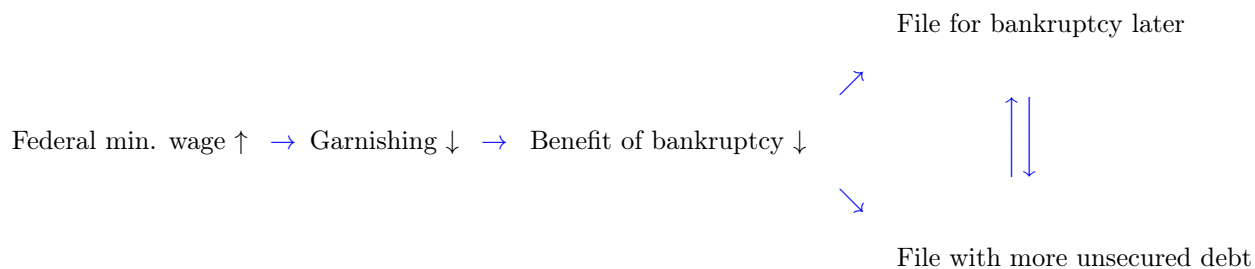 File for bankruptcy later
Federal min. wage ↑ → Garnishing ↓ → Benefit of bankruptcy ↓
File with more unsecured debt